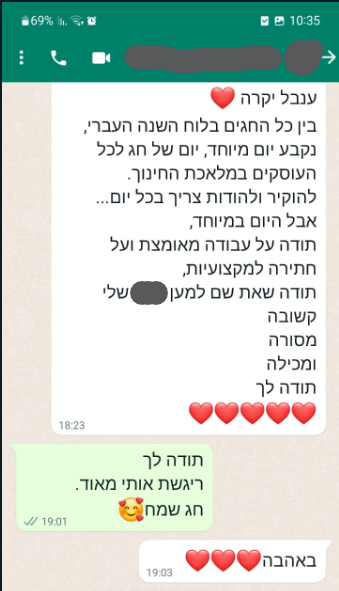 69% 10:35
ענבל יקרה ❤️
בין כל החגים בלוח השנה העברי,
נקבע יום מיוחד, יום של חג לכל
העוסקים במלאכת החינוך.
להוקיר ולהודות צריך בכל יום...
אבל היום במיוחד,
תודה על עבודה מאומצת ועל
חתירה למקצועיות,
תודה שאת שם למען שלי
קשובה
מסורה
ומכילה
תודה לך
❤️❤️❤️❤️❤️
18:23
תודה לך
ריגשת אותי מאוד.
חג שמח🥰
19:01
באהבה❤️❤️❤️
19:03